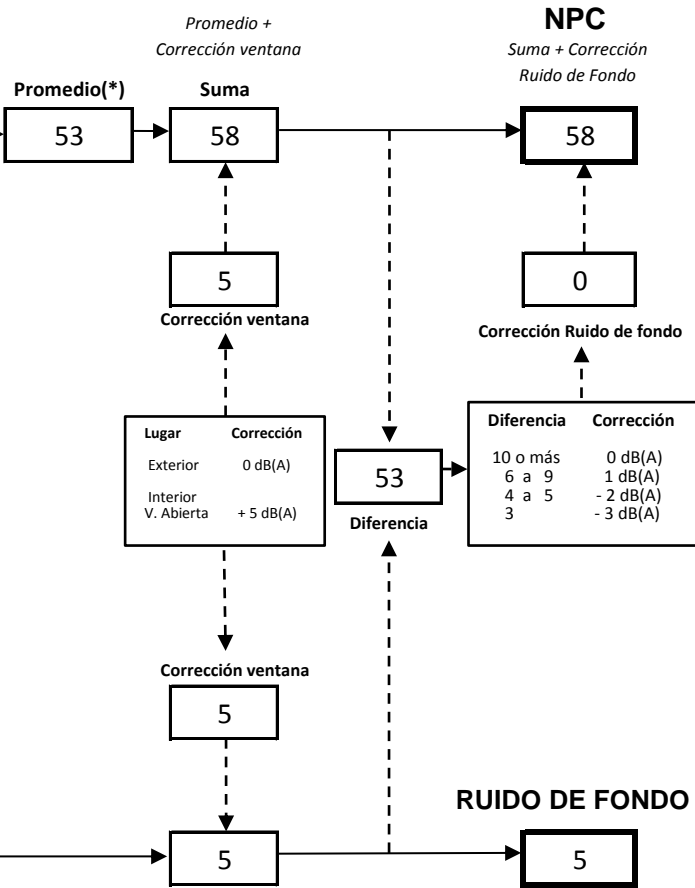 Promedio +
Corrección ventana
NPC
Suma + Corrección
Ruido de Fondo
Promedio(*)
Suma
53
58
58
5
0
Corrección ventana
Corrección Ruido de fondo
Lugar Corrección
Exterior 0 dB(A)
Interior
V. Abierta + 5 dB(A)
53
Diferencia
Diferencia Corrección
10 o más 0 dB(A)
6 a 9 1 dB(A)
4 a 5 - 2 dB(A)
3 - 3 dB(A)
Corrección ventana
5
RUIDO DE FONDO
5
5